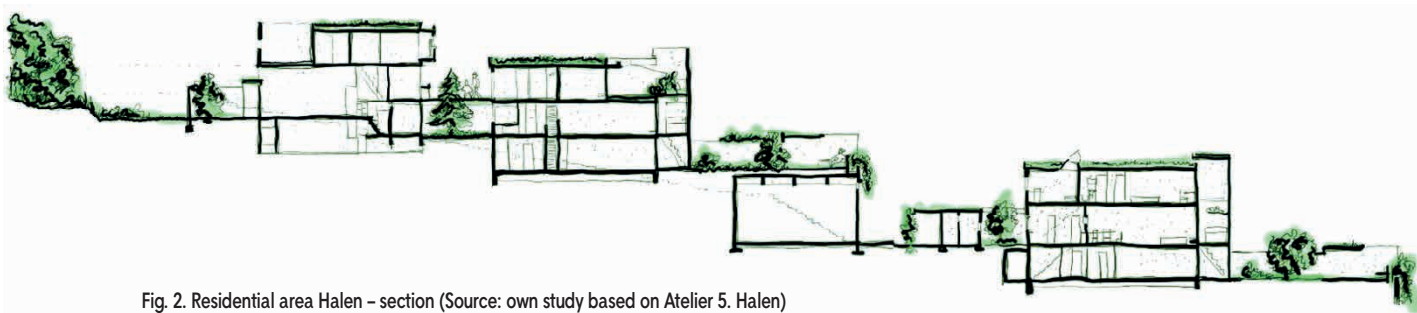 Fig. 2. Residential area Halen – section (Source: own study based on Atelier 5. Halen)